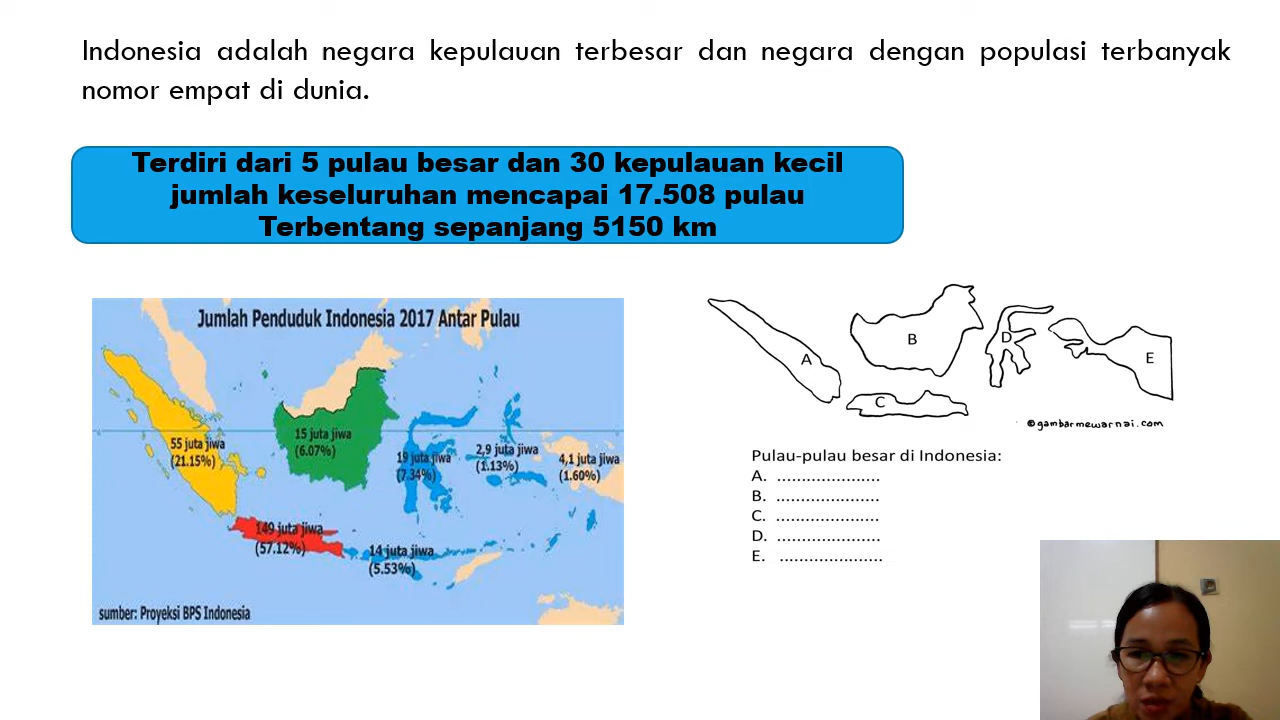 Indonesia adalah negara kepulauan terbesar dan negara dengan populasi terbanyak
nomor empat di dunia.
Terdiri dari 5 pulau besar dan 30 kepulauan kecil
jumlah keseluruhan mencapai 17.508 pulau
Terbentang sepanjang 5150 km
Jumlah Penduduk Indonesia 2017 Antar Pulau
55 juta jiwa
(21.15%)
15 juta jiwa
(6.07%)
19 juta jiwa
(7.34%)
2,9 juta jiwa
(1.13%)
4,1 juta jiwa
(1.60%)
149 juta jiwa
(57.12%)
14 juta jiwa
(5.53%)
sumber: Proyeksi BPS Indonesia
A
B
C
D
E
©gambarmewarnai.com
Pulau-pulau besar di Indonesia:
A. .....................
B. .....................
C. .....................
D. .....................
E. .....................